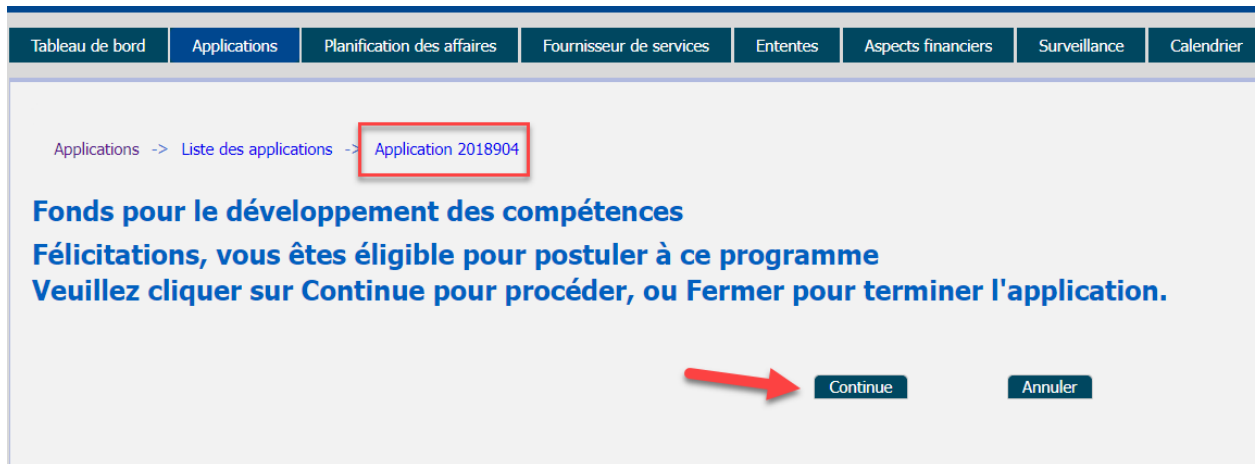 Tableau de bord Applications Planification des affaires Fournisseur de services Ententes Aspects financiers Surveillance Calendrier
Applications -> Liste des applications -> Application 2018904
Fonds pour le développement des compétences
Félicitations, vous êtes éligible pour postuler à ce programme
Veuillez cliquer sur Continue pour procéder, ou Fermer pour terminer l'application.
Continue Annuler